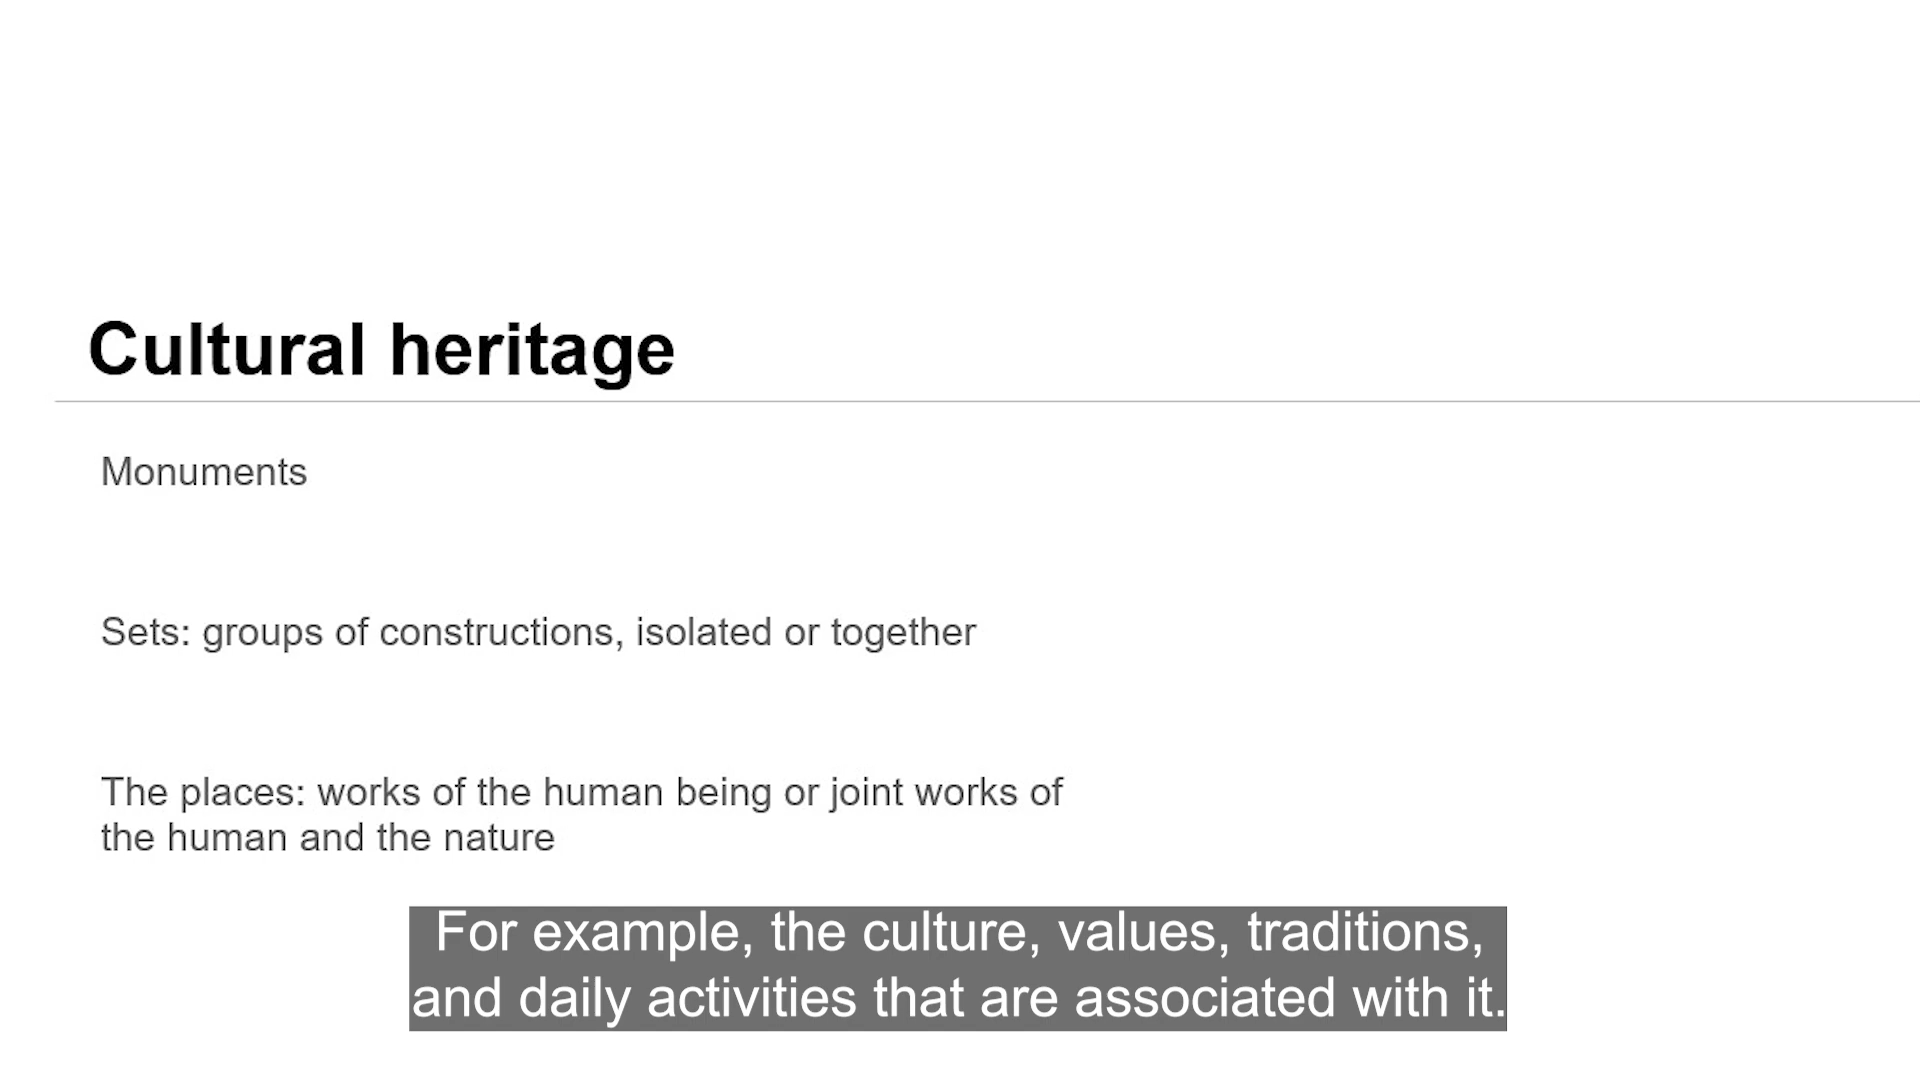 Cultural heritage
Monuments
Sets: groups of constructions, isolated or together
The places: works of the human being or joint works of
the human and the nature
For example, the culture, values, traditions,
and daily activities that are associated with it.